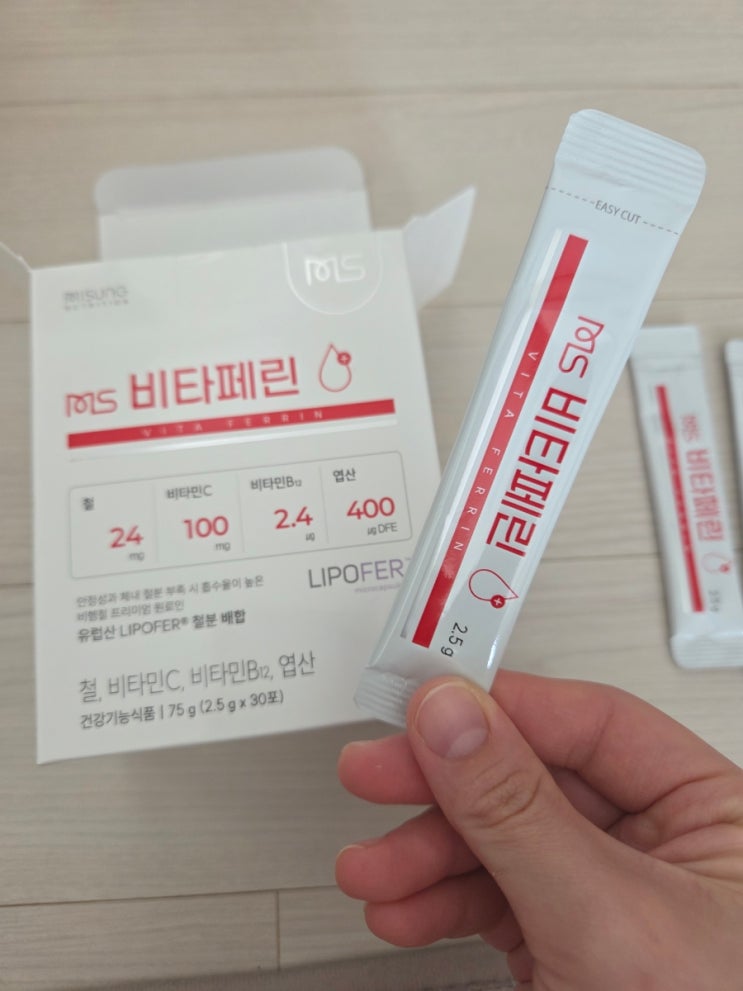 MISUNG
NUTRITION
MS
MS 비타페린
VITA FERRIN
철
24
mg
비타민C
100
mg
비타민B12
2.4
μg
엽산
400
μg DFE
LIPOFER
안정성과 체내 철분 부족 시 흡수율이 높은
비헴철 프리미엄 원료인
유럽산 LIPOFER® 철분 배합
철, 비타민C, 비타민B12, 엽산
건강기능식품 | 75 g (2.5 g x 30포)
EASY CUT
MS 비타페린
VITA FERRIN
2.5 g
MS 비타페린